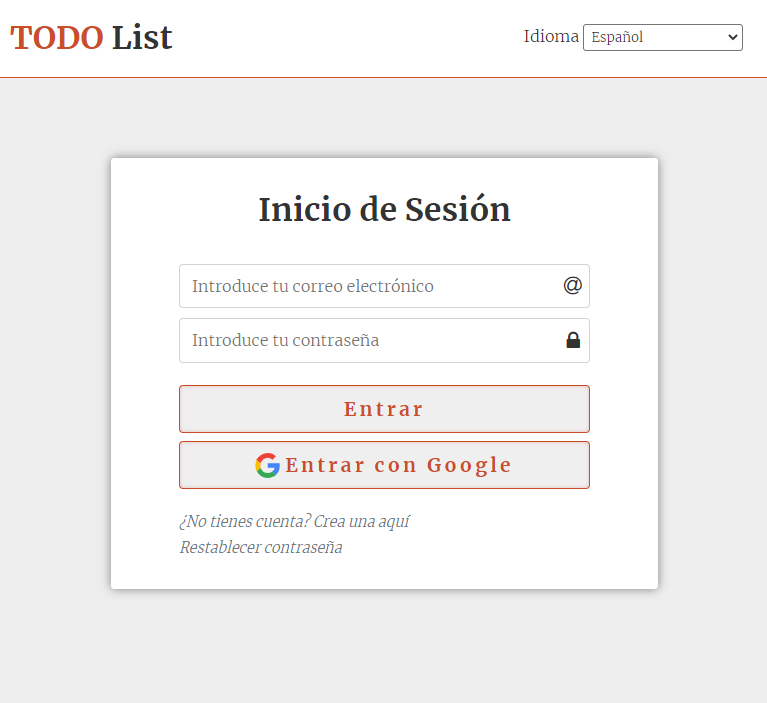 TODO List
Idioma Español
Inicio de Sesión
Introduce tu correo electrónico @
Introduce tu contraseña
Entrar
Entrar con Google
¿No tienes cuenta? Crea una aquí
Restablecer contraseña